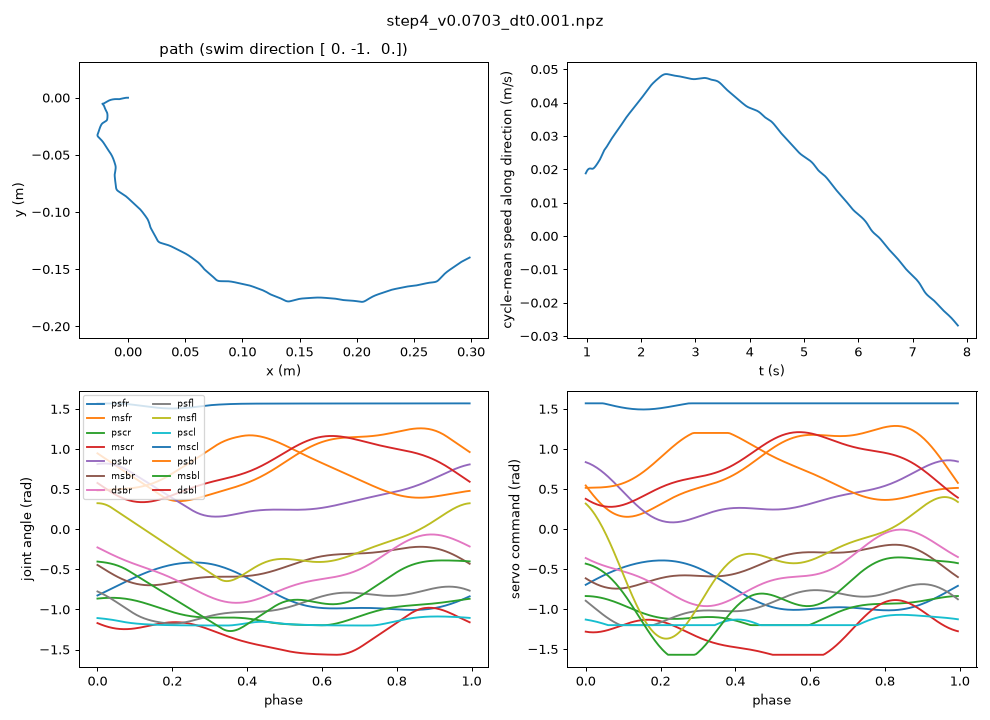 step4_v0.0703_dt0.001.npz
path (swim direction [ 0. -1.  0.])
0.00
−0.05
−0.10
−0.15
−0.20
y (m)
0.00 0.05 0.10 0.15 0.20 0.25 0.30
x (m)
0.05
0.04
0.03
0.02
0.01
0.00
−0.01
−0.02
−0.03
cycle-mean speed along direction (m/s)
1 2 3 4 5 6 7 8
t (s)
1.5
1.0
0.5
0.0
−0.5
−1.0
−1.5
joint angle (rad)
psfr psfl
msfr msfl
pscr pscl
mscr mscl
psbr psbl
msbr msbl
dsbr dsbl
0.0 0.2 0.4 0.6 0.8 1.0
phase
1.5
1.0
0.5
0.0
−0.5
−1.0
−1.5
servo command (rad)
0.0 0.2 0.4 0.6 0.8 1.0
phase